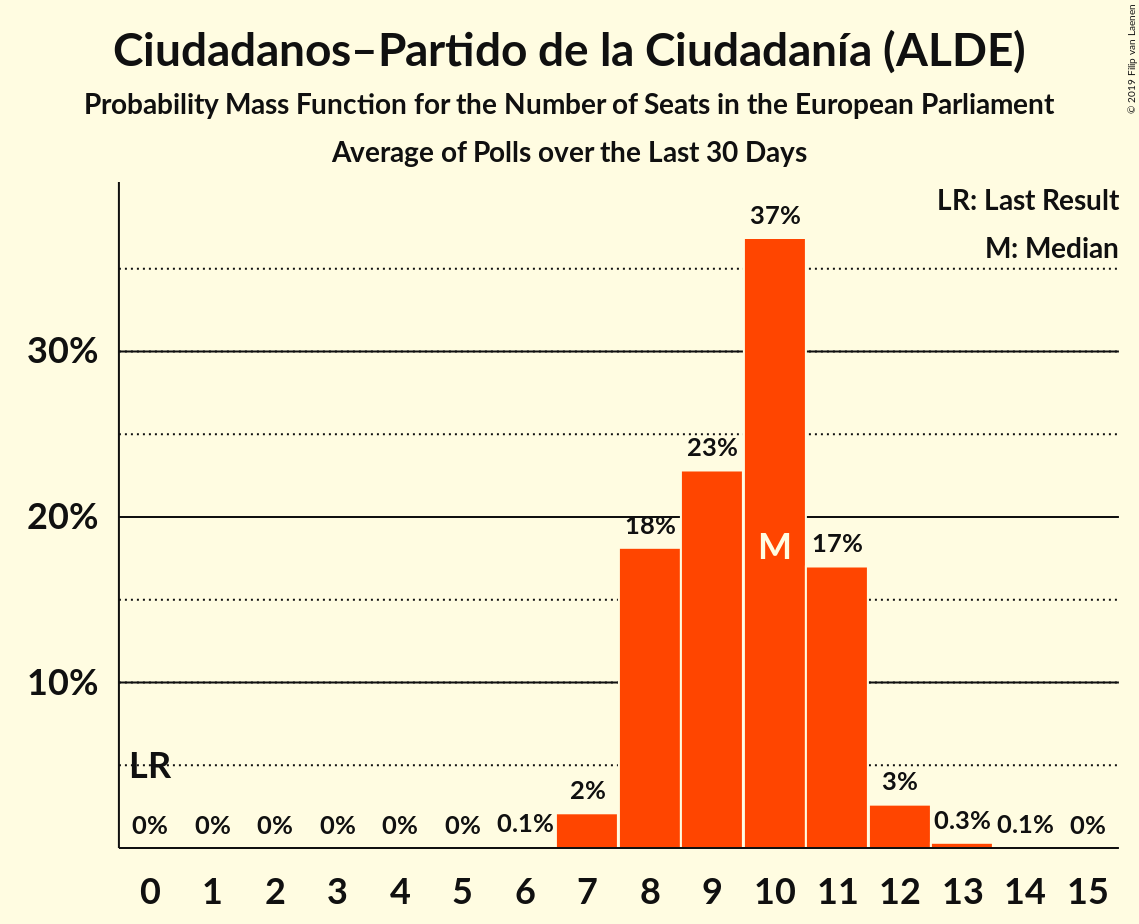 Ciudadanos–Partido de la Ciudadanía (ALDE)
Probability Mass Function for the Number of Seats in the European Parliament
Average of Polls over the Last 30 Days
© 2019 Filip van Laenen
LR: Last Result
M: Median
37%
30%
23%
20%
18%
M
17%
10%
LR
2%
3%
0% 0% 0% 0% 0% 0% 0.1% 0.3% 0.1% 0%
0 1 2 3 4 5 6 7 8 9 10 11 12 13 14 15